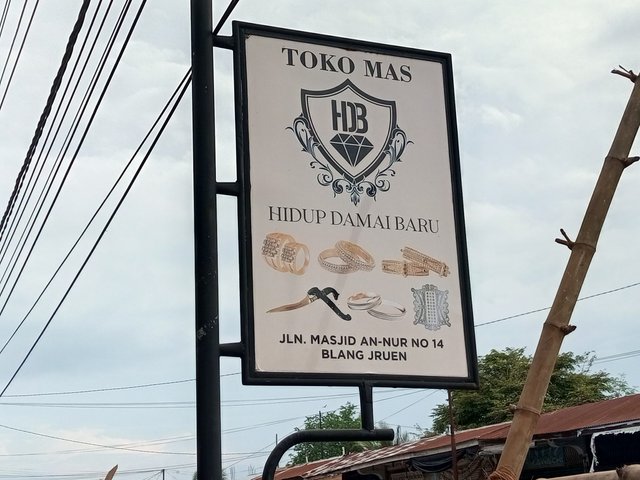 TOKO MAS
HDB
HIDUP DAMAI BARU
JLN. MASJID AN-NUR NO 14
BLANG JRUEN